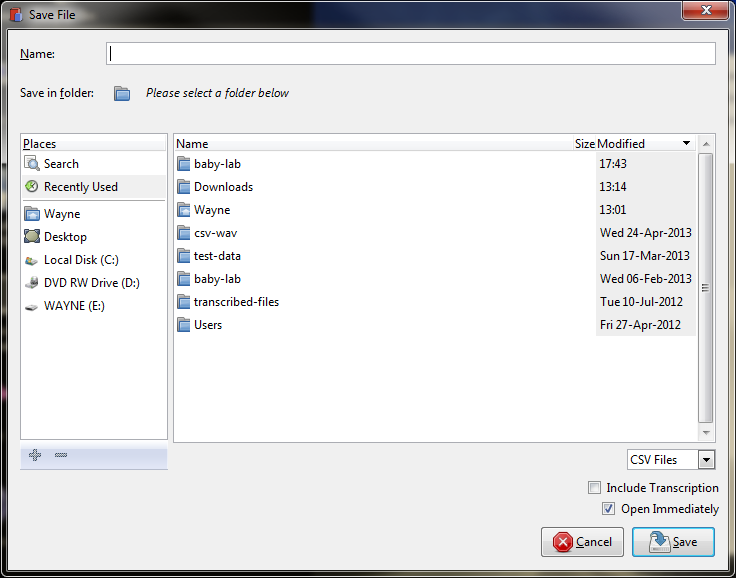 Save File
Name:
Save in folder: Please select a folder below
Places
Search
Recently Used
Wayne
Desktop
Local Disk (C:)
DVD RW Drive (D:)
WAYNE (E:)
Name Size Modified
baby-lab 17:43
Downloads 13:14
Wayne 13:01
csv-wav Wed 24-Apr-2013
test-data Sun 17-Mar-2013
baby-lab Wed 06-Feb-2013
transcribed-files Tue 10-Jul-2012
Users Fri 27-Apr-2012
CSV Files
Include Transcription
Open Immediately
Cancel Save